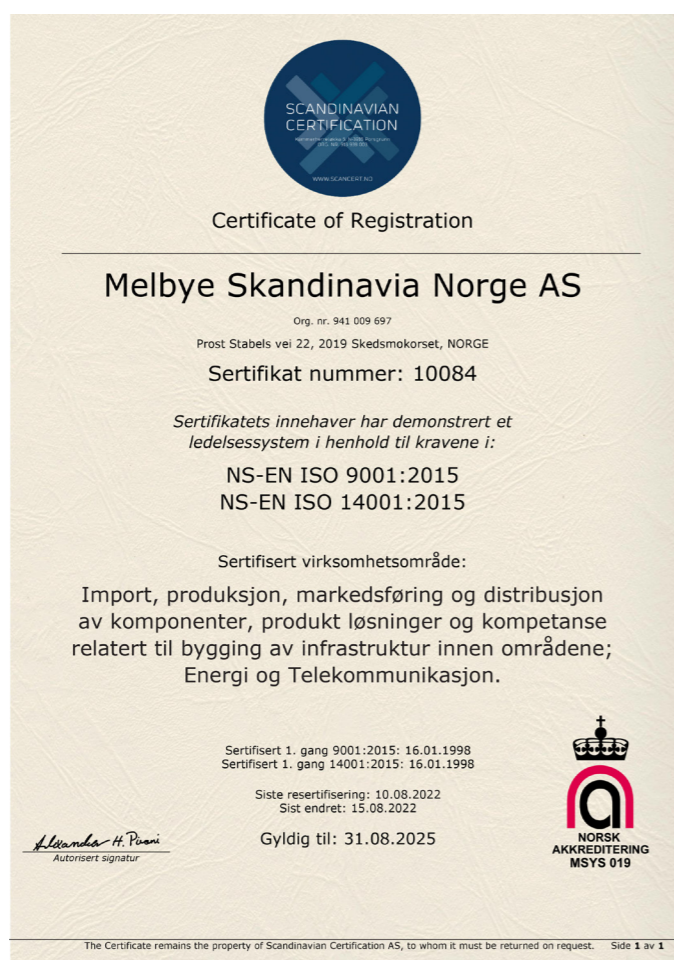 SCANDINAVIAN
CERTIFICATION
WWW.SCANCERT.NO
Certificate of Registration
Melbye Skandinavia Norge AS
Org. nr. 941 009 697
Prost Stabels vei 22, 2019 Skedsmokorset, NORGE
Sertifikat nummer: 10084
Sertifikatets innehaver har demonstrert et
ledelsessystem i henhold til kravene i:
NS-EN ISO 9001:2015
NS-EN ISO 14001:2015
Sertifisert virksomhetsområde:
Import, produksjon, markedsføring og distribusjon
av komponenter, produkt løsninger og kompetanse
relatert til bygging av infrastruktur innen områdene;
Energi og Telekommunikasjon.
Sertifisert 1. gang 9001:2015: 16.01.1998
Sertifisert 1. gang 14001:2015: 16.01.1998
Siste resertifisering: 10.08.2022
Sist endret: 15.08.2022
Gyldig til: 31.08.2025
Autorisert signatur
NORSK
AKKREDITERING
MSYS 019
The Certificate remains the property of Scandinavian Certification AS, to whom it must be returned on request. Side 1 av 1